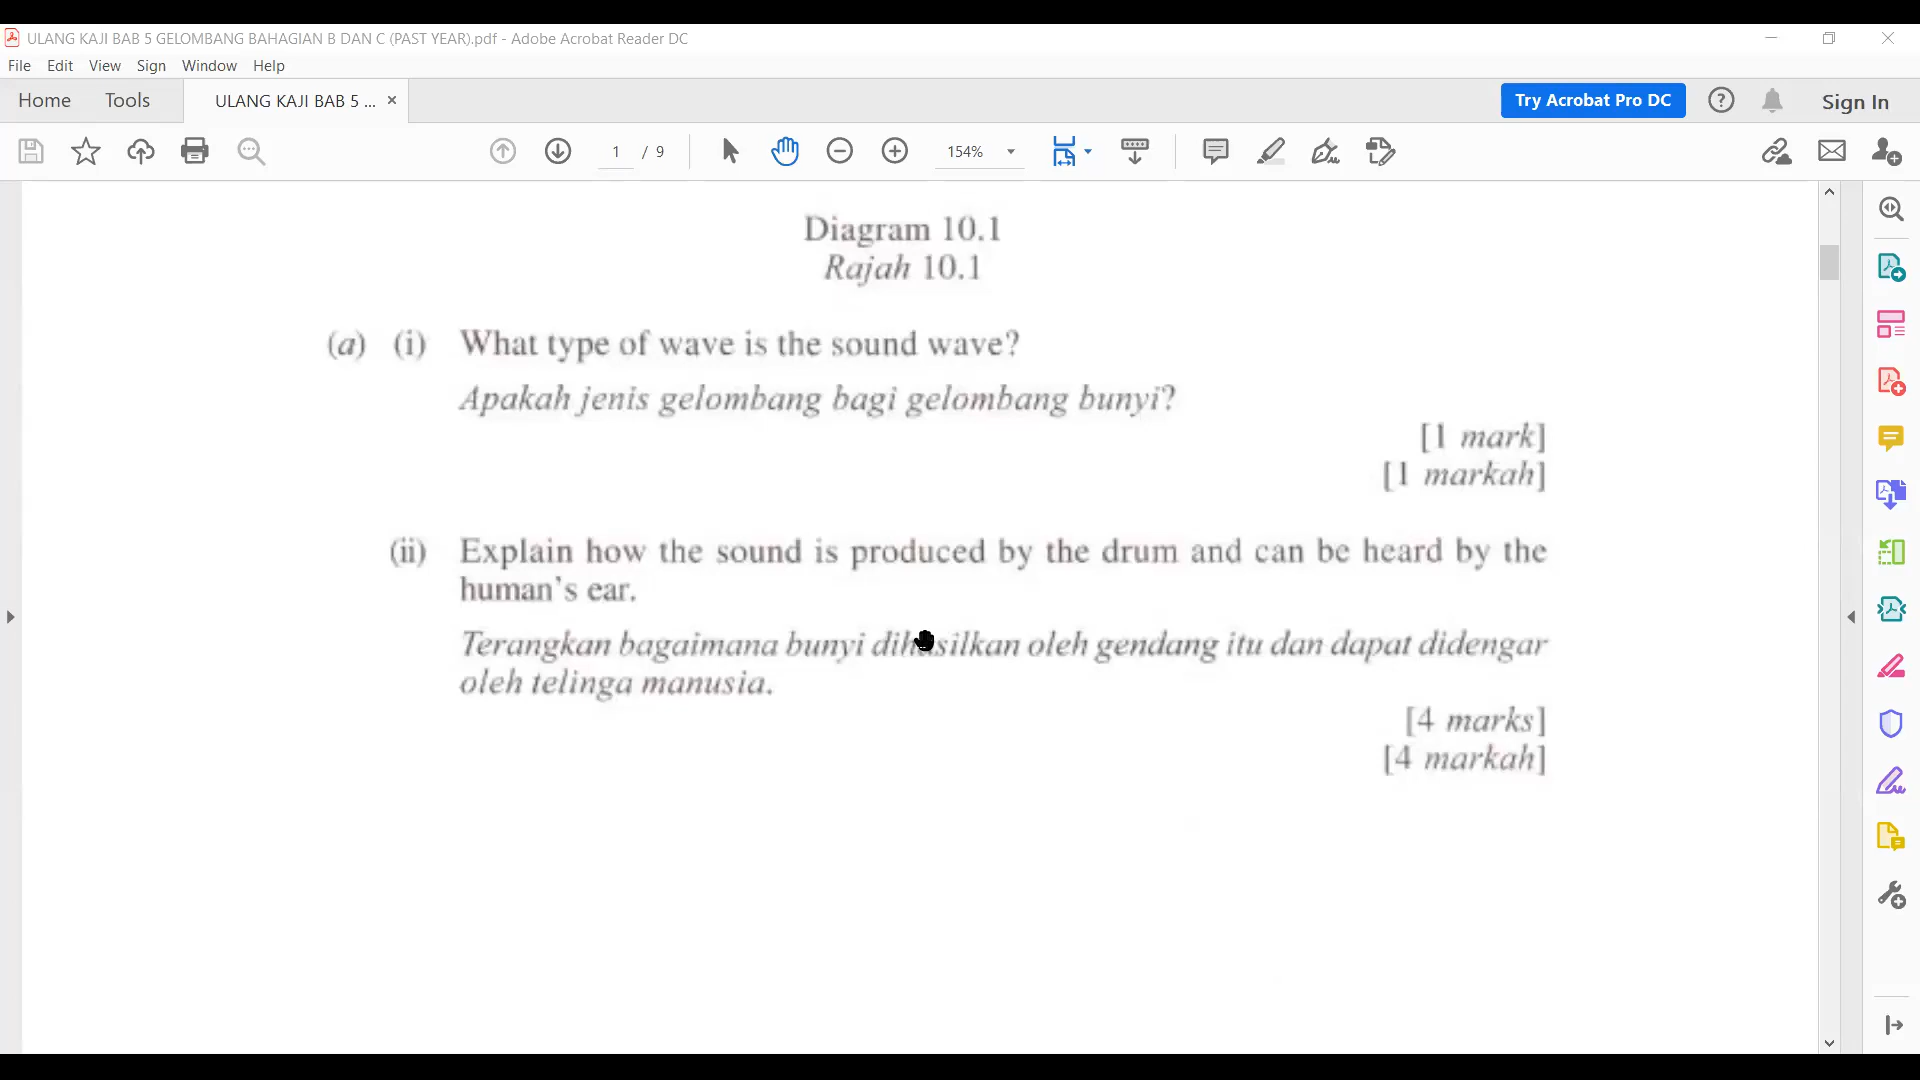 ULANG KAJI BAB 5 GELOMBANG BAHAGIAN B DAN C (PAST YEAR).pdf - Adobe Acrobat Reader DC
File Edit View Sign Window Help
Home Tools ULANG KAJI BAB 5 ... × Try Acrobat Pro DC Sign In
1 / 9 154%
Diagram 10.1
Rajah 10.1
(a) (i) What type of wave is the sound wave?
Apakah jenis gelombang bagi gelombang bunyi?
[1 mark]
[1 markah]
(ii) Explain how the sound is produced by the drum and can be heard by the
human's ear.
Terangkan bagaimana bunyi dihasilkan oleh gendang itu dan dapat didengar
oleh telinga manusia.
[4 marks]
[4 markah]